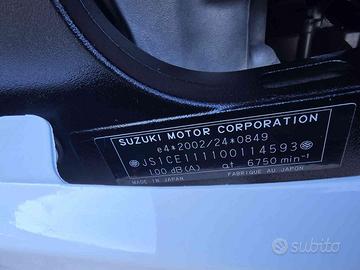 SUZUKI MOTOR CORPORATION
e4*2002/24*0849
*JS1CE111100114593*
100 dB(A) at 6750 min-1
MADE IN JAPAN FABRIQUE AU JAPON
subito